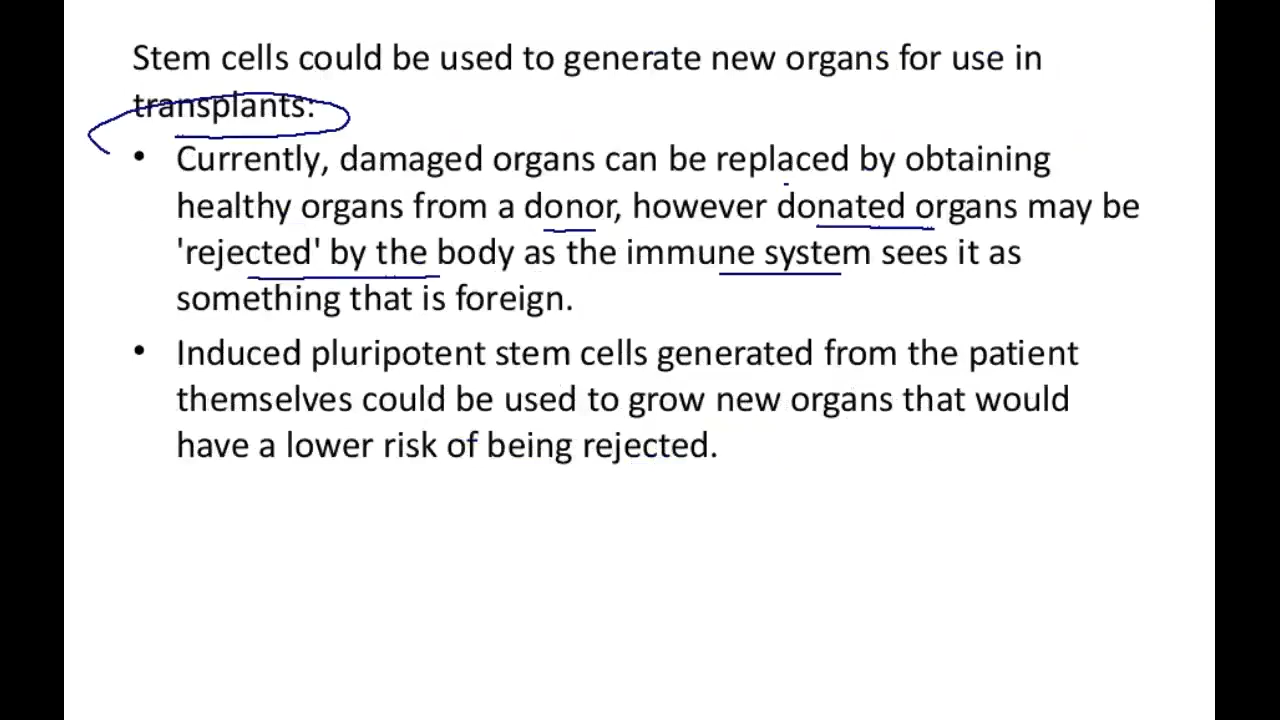 Stem cells could be used to generate new organs for use in
transplants:
• Currently, damaged organs can be replaced by obtaining
healthy organs from a donor, however donated organs may be
'rejected' by the body as the immune system sees it as
something that is foreign.
• Induced pluripotent stem cells generated from the patient
themselves could be used to grow new organs that would
have a lower risk of being rejected.